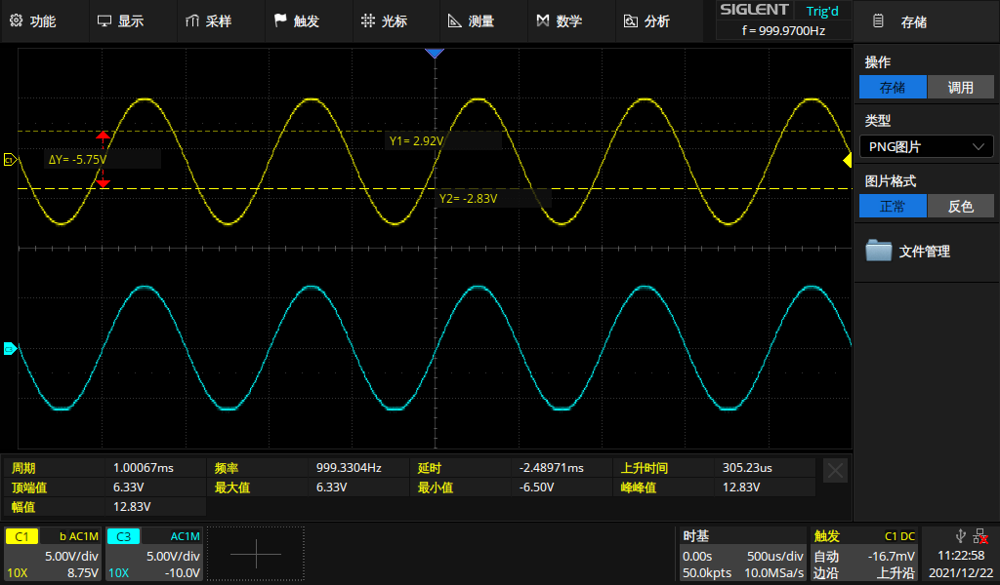 功能 显示 采样 触发 光标 测量 数学 分析 SIGLENT Trig'd
f = 999.9700Hz
存储
操作
存储 调用
类型
PNG图片
图片格式
正常 反色
文件管理
Y1= 2.92V
ΔY= -5.75V
Y2= -2.83V
C1
C3
周期 1.00067ms 频率 999.3304Hz 延时 -2.48971ms 上升时间 305.23us
顶端值 6.33V 最大值 6.33V 最小值 -6.50V 峰峰值 12.83V
幅值 12.83V
C1 b AC1M
5.00V/div
10X 8.75V
C3 AC1M
5.00V/div
10X -10.0V
时基
0.00s 500us/div
50.0kpts 10.0MSa/s
触发 C1 DC
自动 -16.7mV
边沿 上升沿
11:22:58
2021/12/22